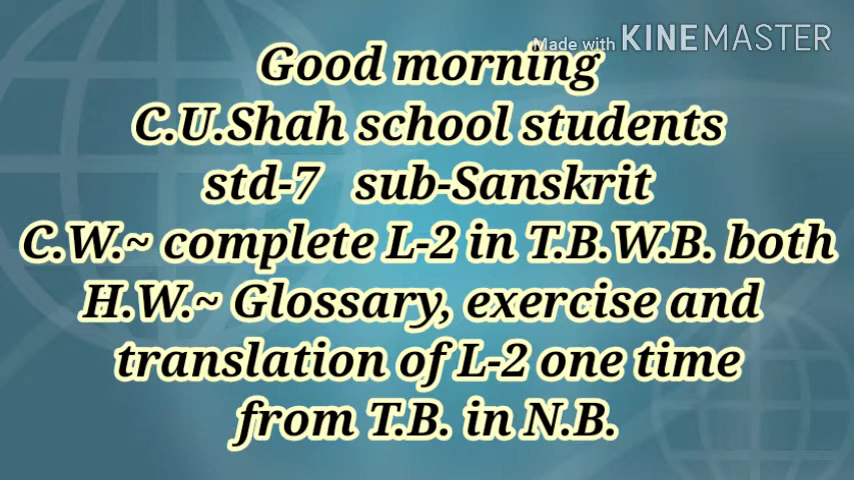 Made with KINEMASTER
Good morning
C.U.Shah school students
std-7 sub-Sanskrit
C.W.~ complete L-2 in T.B.W.B. both
H.W.~ Glossary, exercise and
translation of L-2 one time
from T.B. in N.B.